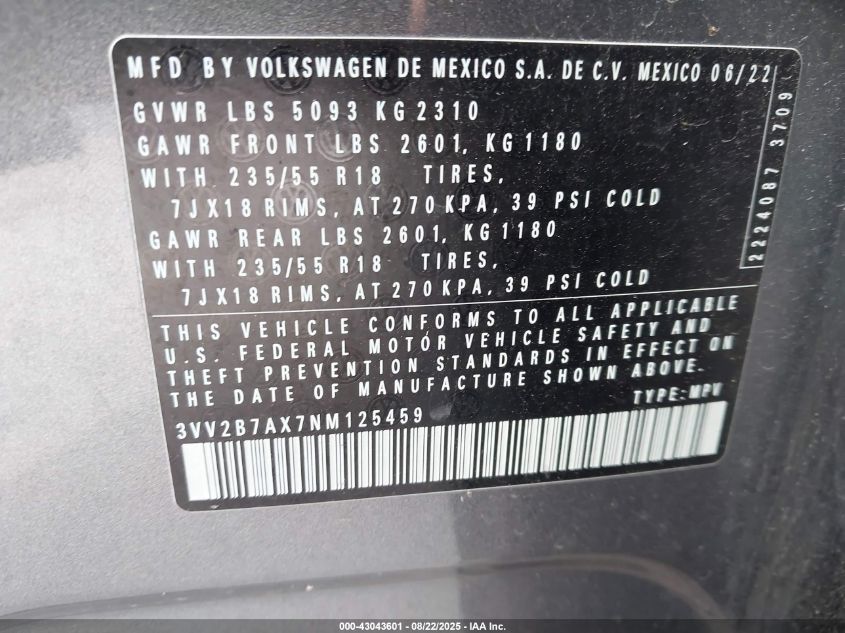 MFD BY VOLKSWAGEN DE MEXICO S.A. DE C.V. MEXICO 06/22
GVWR LBS 5093 KG 2310
GAWR FRONT LBS 2601, KG 1180
WITH 235/55 R18 TIRES,
7JX18 RIMS, AT 270 KPA, 39 PSI COLD
GAWR REAR LBS 2601, KG 1180
WITH 235/55 R18 TIRES,
7JX18 RIMS, AT 270 KPA, 39 PSI COLD
2224087 3709
THIS VEHICLE CONFORMS TO ALL APPLICABLE
U.S. FEDERAL MOTOR VEHICLE SAFETY AND
THEFT PREVENTION STANDARDS IN EFFECT ON
THE DATE OF MANUFACTURE SHOWN ABOVE.
TYPE: MPV
3VV2B7AX7NM125459
000-43043601 - 08/22/2025 - IAA Inc.